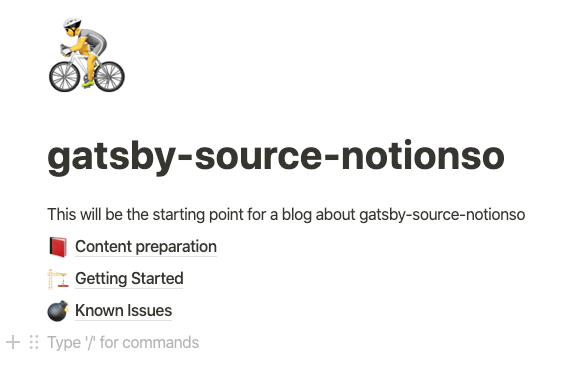 gatsby-source-notionso
This will be the starting point for a blog about gatsby-source-notionso
Content preparation
Getting Started
Known Issues
Type '/' for commands